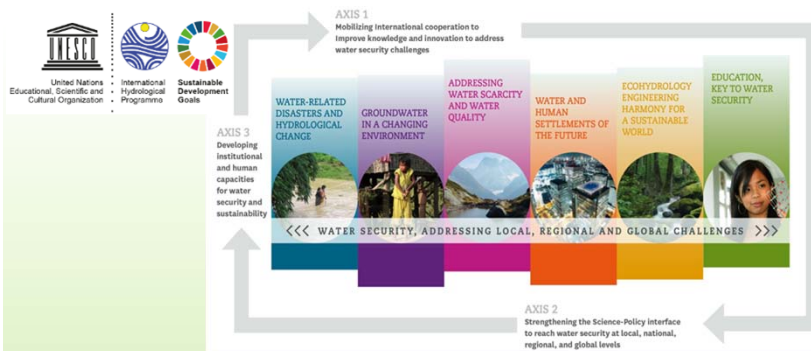 UNESCO
United Nations
Educational, Scientific and
Cultural Organization
International
Hydrological
Programme
Sustainable
Development
Goals
AXIS 1
Mobilizing International cooperation to
Improve knowledge and innovation to address
water security challenges
AXIS 3
Developing
institutional
and human
capacities
for water
security and
sustainability
WATER-RELATED
DISASTERS AND
HYDROLOGICAL
CHANGE
GROUNDWATER
IN A CHANGING
ENVIRONMENT
ADDRESSING
WATER SCARCITY
AND WATER
QUALITY
WATER AND
HUMAN
SETTLEMENTS OF
THE FUTURE
ECOHYDROLOGY
ENGINEERING
HARMONY FOR
A SUSTAINABLE
WORLD
EDUCATION,
KEY TO WATER
SECURITY
<<< WATER SECURITY, ADDRESSING LOCAL, REGIONAL AND GLOBAL CHALLENGES >>>
AXIS 2
Strengthening the Science-Policy interface
to reach water security at local, national,
regional, and global levels